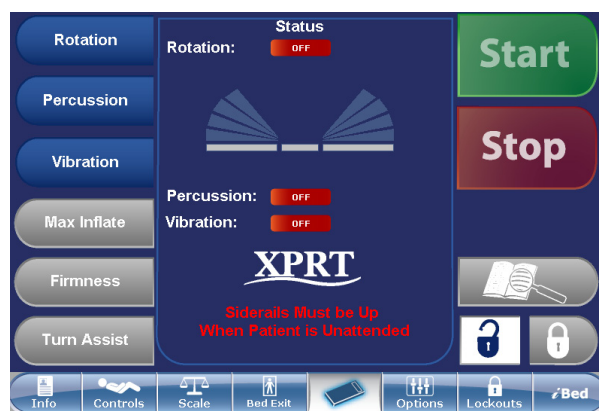 Rotation
Percussion
Vibration
Max Inflate
Firmness
Turn Assist
Status
Rotation: OFF
Percussion: OFF
Vibration: OFF
XPRT
Siderails Must be Up
When Patient is Unattended
Start
Stop
Info
Controls
Scale
Bed Exit
Options
Lockouts
iBed